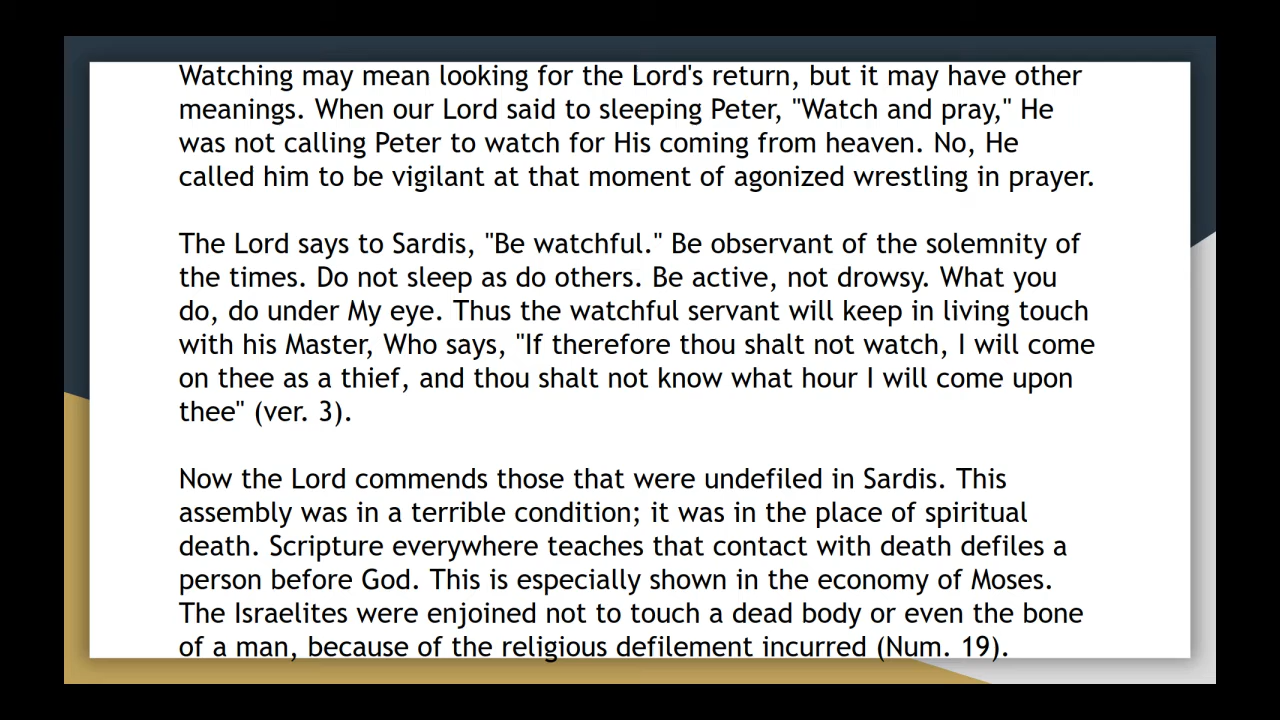 Watching may mean looking for the Lord's return, but it may have other
meanings. When our Lord said to sleeping Peter, "Watch and pray," He
was not calling Peter to watch for His coming from heaven. No, He
called him to be vigilant at that moment of agonized wrestling in prayer.
The Lord says to Sardis, "Be watchful." Be observant of the solemnity of
the times. Do not sleep as do others. Be active, not drowsy. What you
do, do under My eye. Thus the watchful servant will keep in living touch
with his Master, Who says, "If therefore thou shalt not watch, I will come
on thee as a thief, and thou shalt not know what hour I will come upon
thee" (ver. 3).
Now the Lord commends those that were undefiled in Sardis. This
assembly was in a terrible condition; it was in the place of spiritual
death. Scripture everywhere teaches that contact with death defiles a
person before God. This is especially shown in the economy of Moses.
The Israelites were enjoined not to touch a dead body or even the bone
of a man, because of the religious defilement incurred (Num. 19).